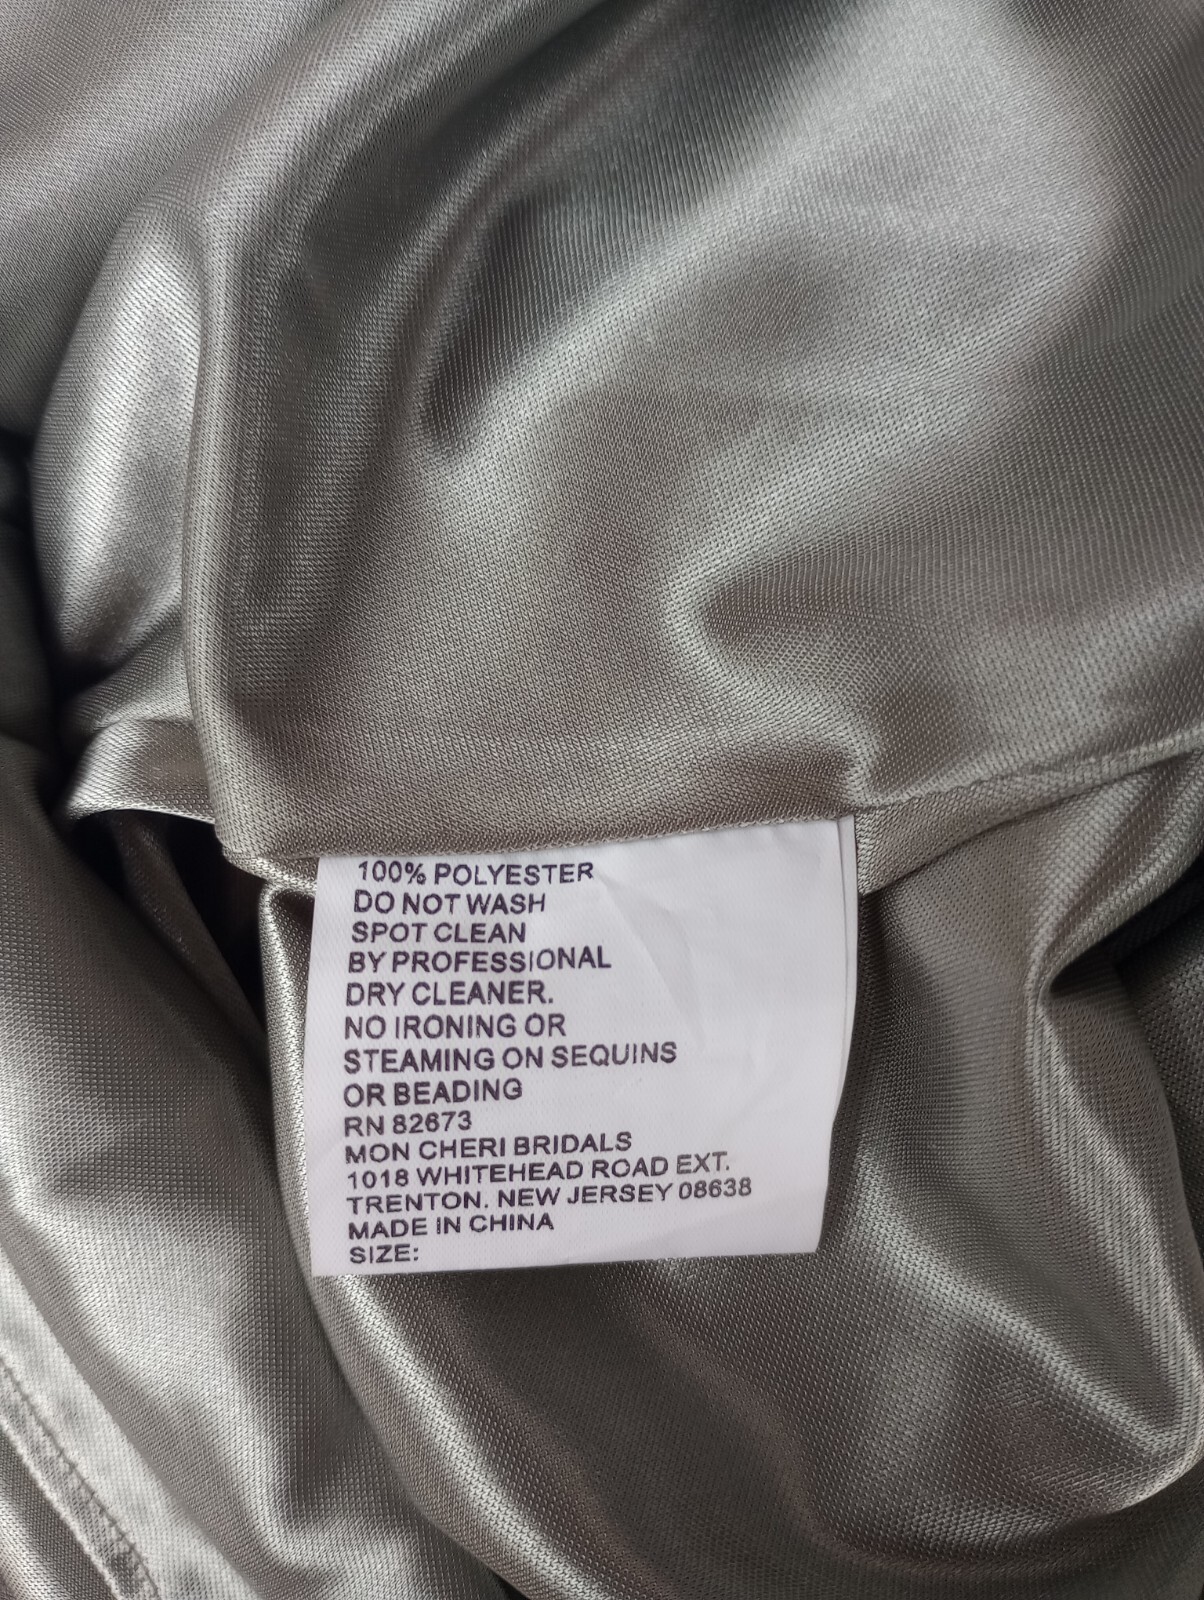 100% POLYESTER
DO NOT WASH
SPOT CLEAN
BY PROFESSIONAL
DRY CLEANER.
NO IRONING OR
STEAMING ON SEQUINS
OR BEADING
RN 82673
MON CHERI BRIDALS
1018 WHITEHEAD ROAD EXT.
TRENTON. NEW JERSEY 08638
MADE IN CHINA
SIZE: